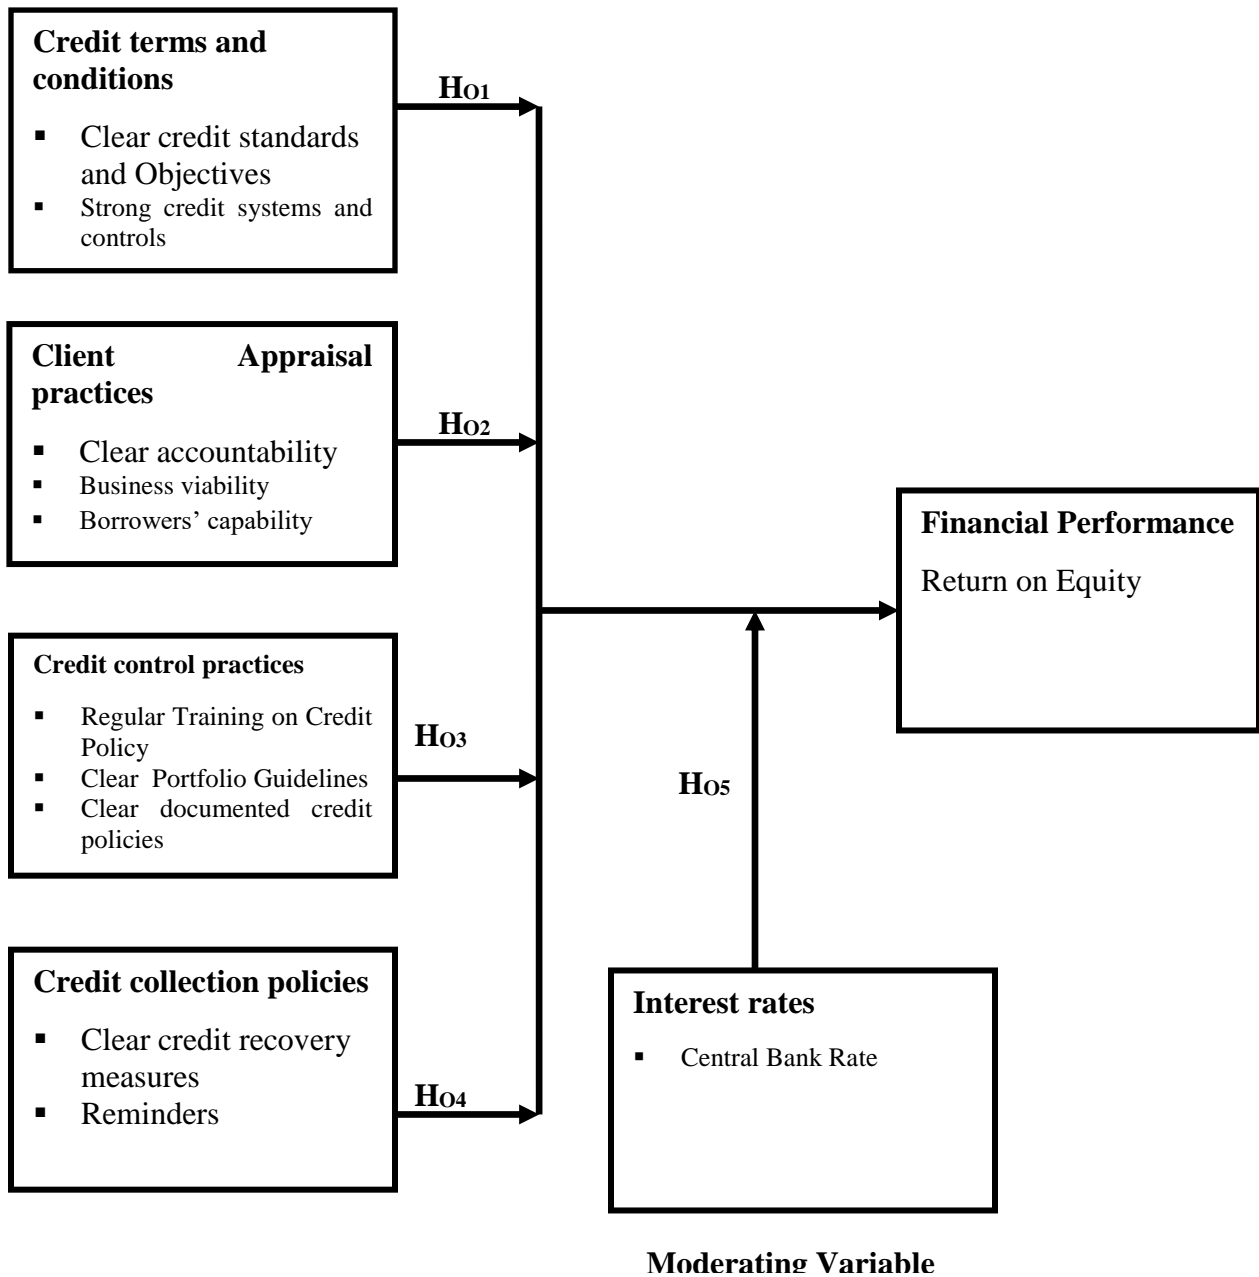 Credit terms and
conditions
▪ Clear credit standards
and Objectives
▪ Strong credit systems and
controls
HO1
Client Appraisal
practices
▪ Clear accountability
▪ Business viability
▪ Borrowers’ capability
HO2
Credit control practices
▪ Regular Training on Credit
Policy
▪ Clear Portfolio Guidelines
▪ Clear documented credit
policies
HO3
Credit collection policies
▪ Clear credit recovery
measures
▪ Reminders
HO4
Financial Performance
Return on Equity
HO5
Interest rates
▪ Central Bank Rate
Moderating Variable